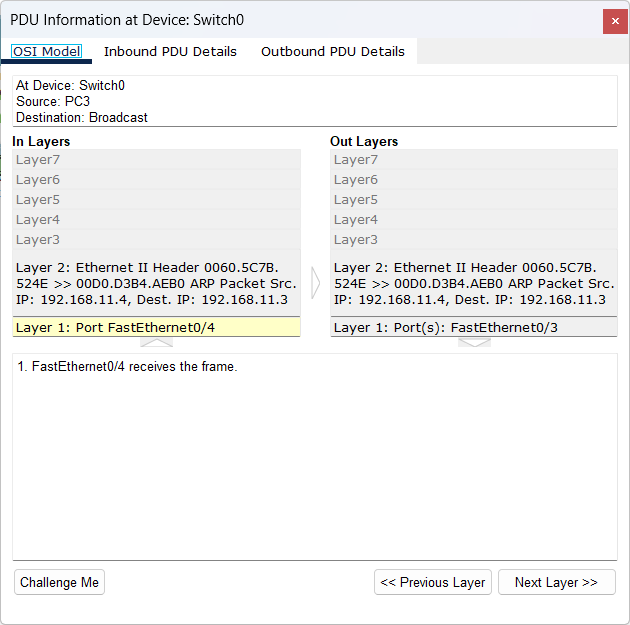 PDU Information at Device: Switch0
OSI Model Inbound PDU Details Outbound PDU Details
At Device: Switch0
Source: PC3
Destination: Broadcast
In Layers
Layer7
Layer6
Layer5
Layer4
Layer3
Layer 2: Ethernet II Header 0060.5C7B.
524E >> 00D0.D3B4.AEB0 ARP Packet Src.
IP: 192.168.11.4, Dest. IP: 192.168.11.3
Layer 1: Port FastEthernet0/4
Out Layers
Layer7
Layer6
Layer5
Layer4
Layer3
Layer 2: Ethernet II Header 0060.5C7B.
524E >> 00D0.D3B4.AEB0 ARP Packet Src.
IP: 192.168.11.4, Dest. IP: 192.168.11.3
Layer 1: Port(s): FastEthernet0/3
1. FastEthernet0/4 receives the frame.
Challenge Me << Previous Layer Next Layer >>